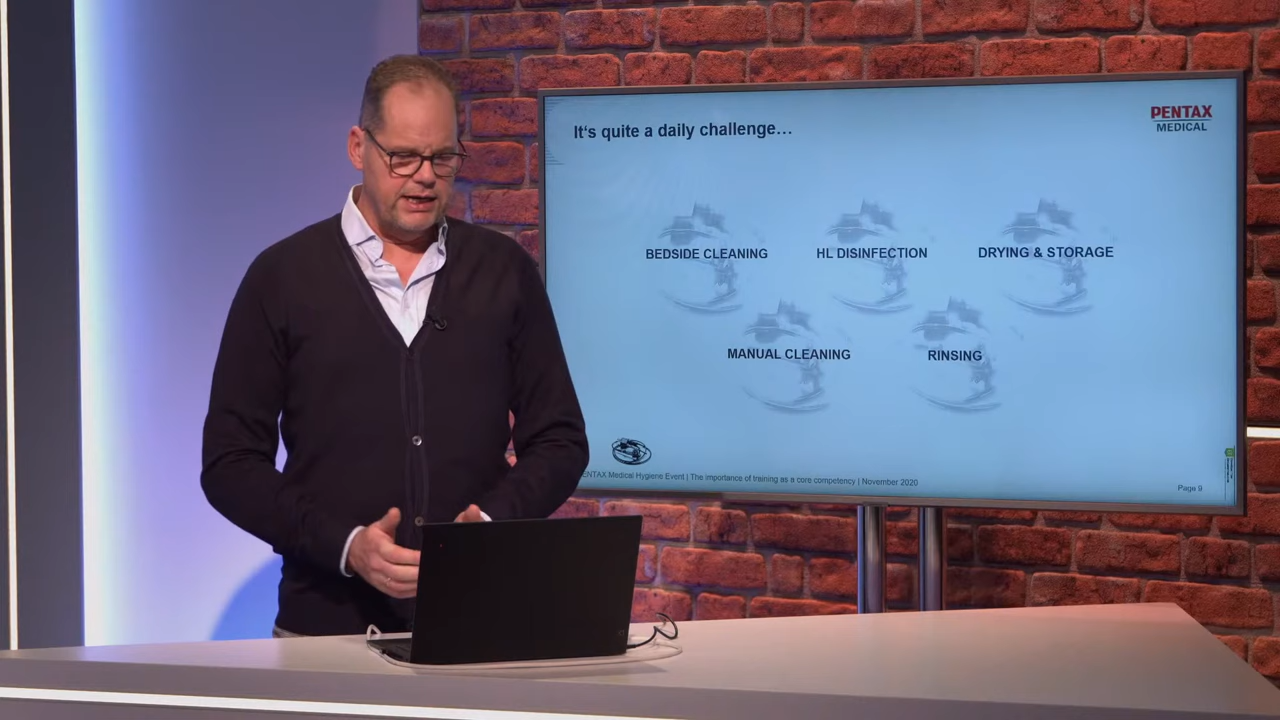 It's quite a daily challenge...
PENTAX
MEDICAL
BEDSIDE CLEANING
HL DISINFECTION
DRYING & STORAGE
MANUAL CLEANING
RINSING
ENTAX Medical Hygiene Event | The importance of training as a core competency | November 2020
Page 9